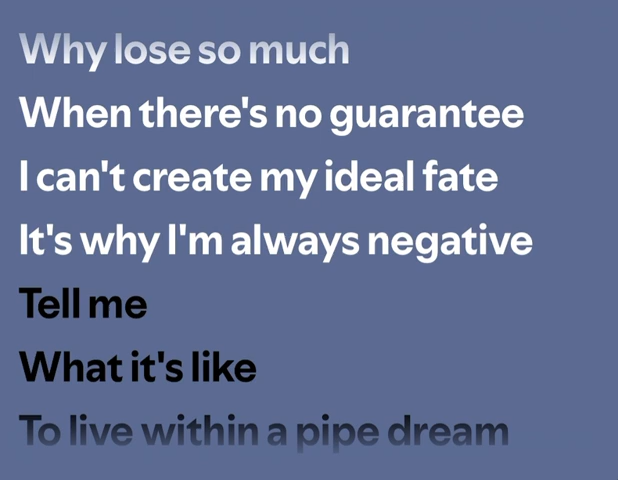 Why lose so much
When there's no guarantee
I can't create my ideal fate
It's why I'm always negative
Tell me
What it's like
To live within a pipe dream